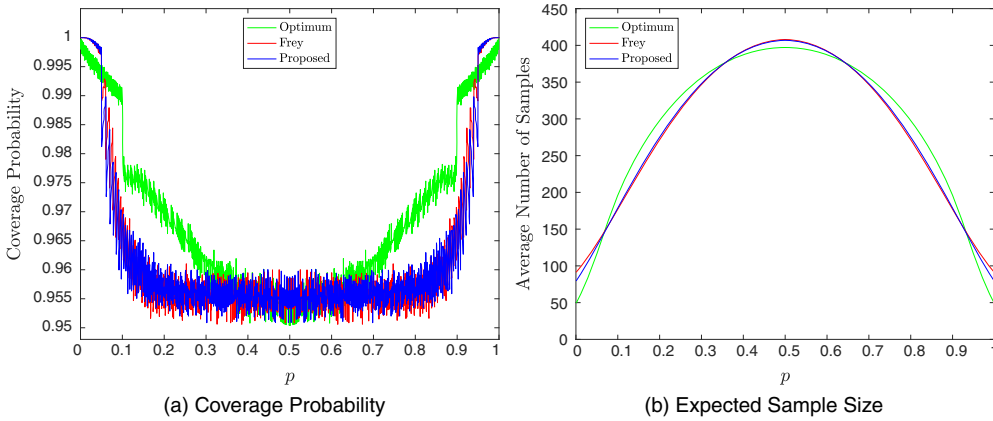 Optimum
Frey
Proposed
1
0.995
0.99
0.985
0.98
0.975
0.97
0.965
0.96
0.955
0.95
Coverage Probability
0 0.1 0.2 0.3 0.4 0.5 0.6 0.7 0.8 0.9 1
p
(a) Coverage Probability
Optimum
Frey
Proposed
450
400
350
300
250
200
150
100
50
0
Average Number of Samples
0 0.1 0.2 0.3 0.4 0.5 0.6 0.7 0.8 0.9 1
p
(b) Expected Sample Size